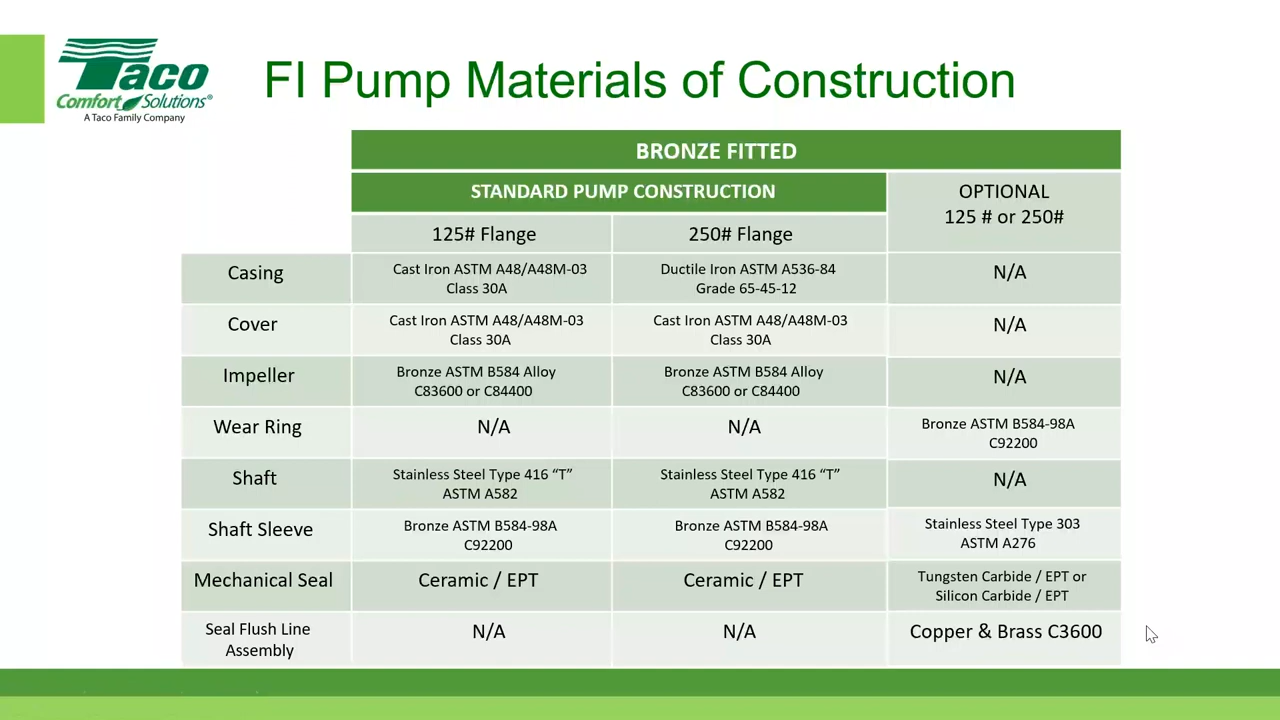 Taco
Comfort Solutions®
A Taco Family Company
FI Pump Materials of Construction
BRONZE FITTED
STANDARD PUMP CONSTRUCTION
OPTIONAL
125 # or 250#
125# Flange
250# Flange
Casing
Cast Iron ASTM A48/A48M-03
Class 30A
Ductile Iron ASTM A536-84
Grade 65-45-12
N/A
Cover
Cast Iron ASTM A48/A48M-03
Class 30A
Cast Iron ASTM A48/A48M-03
Class 30A
N/A
Impeller
Bronze ASTM B584 Alloy
C83600 or C84400
Bronze ASTM B584 Alloy
C83600 or C84400
N/A
Wear Ring
N/A
N/A
Bronze ASTM B584-98A
C92200
Shaft
Stainless Steel Type 416 “T”
ASTM A582
Stainless Steel Type 416 “T”
ASTM A582
N/A
Shaft Sleeve
Bronze ASTM B584-98A
C92200
Bronze ASTM B584-98A
C92200
Stainless Steel Type 303
ASTM A276
Mechanical Seal
Ceramic / EPT
Ceramic / EPT
Tungsten Carbide / EPT or
Silicon Carbide / EPT
Seal Flush Line
Assembly
N/A
N/A
Copper & Brass C3600